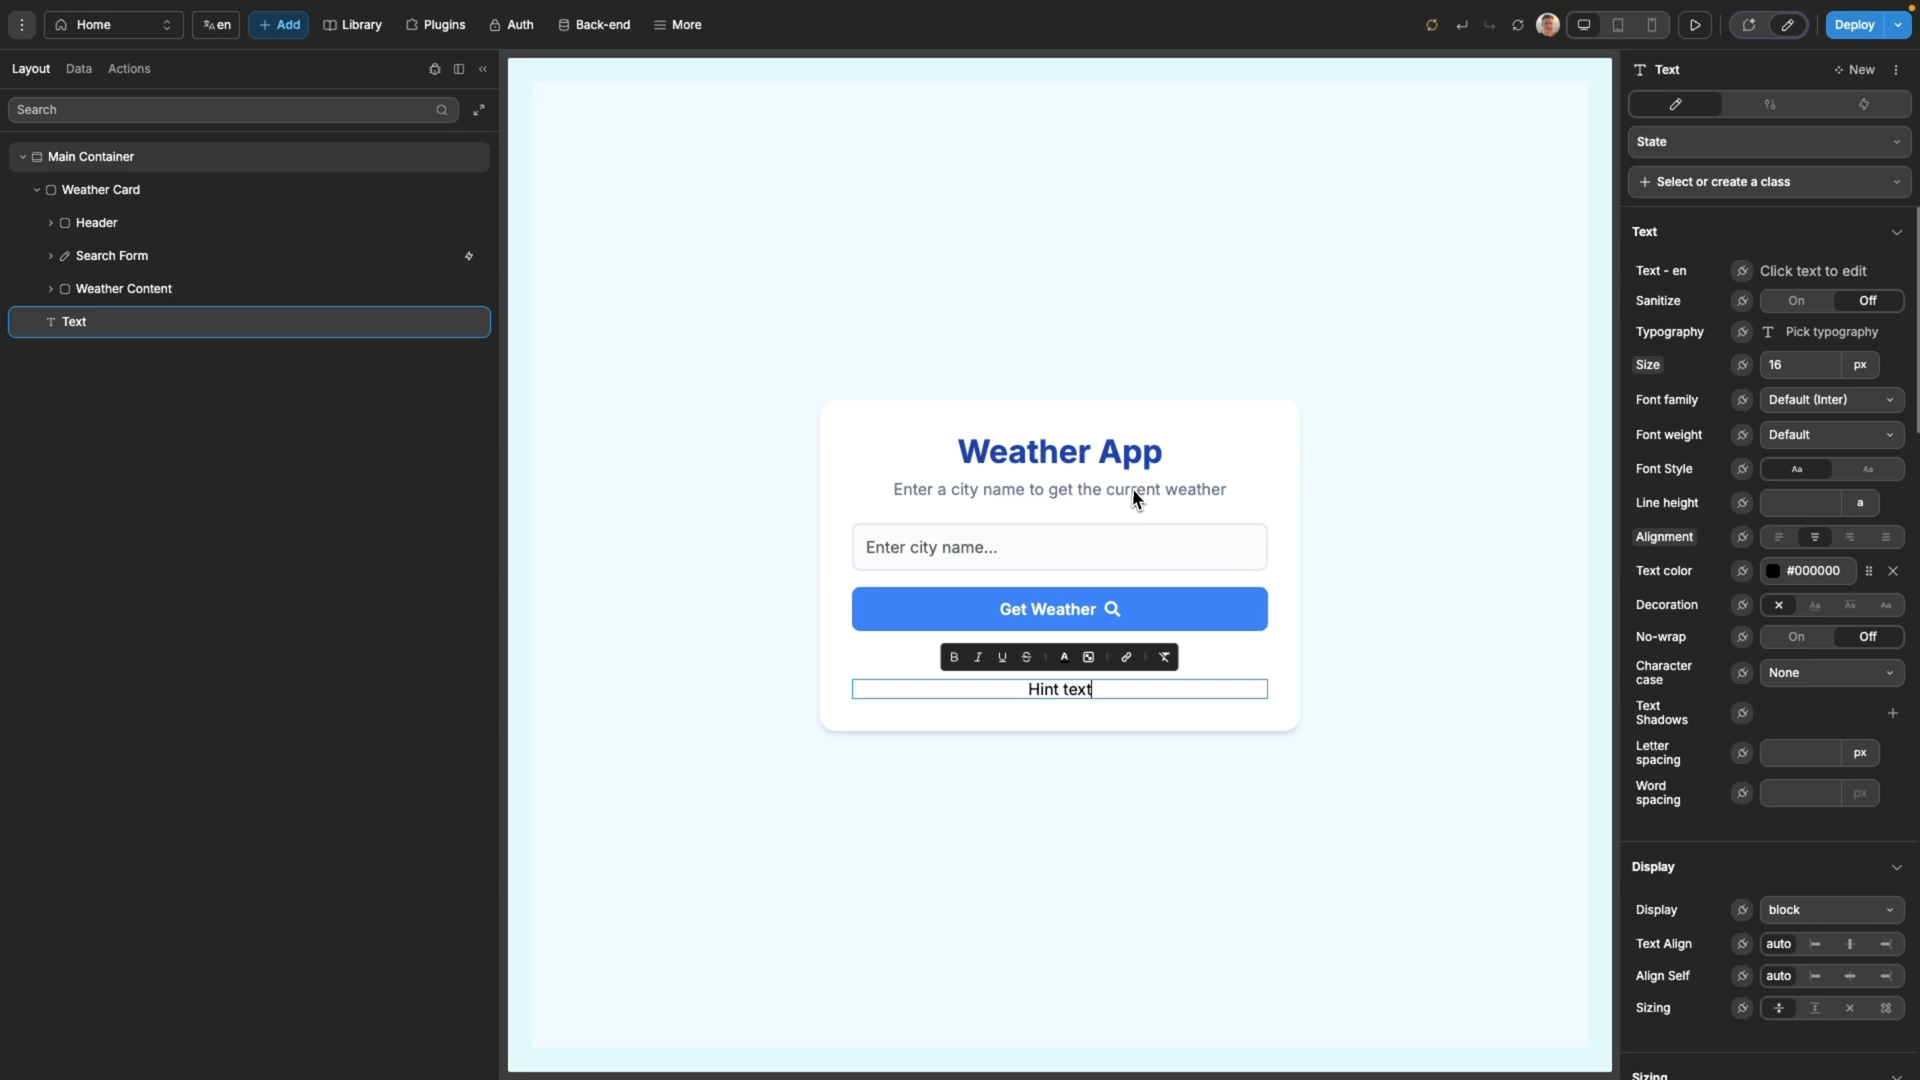 Home en Add Library Plugins Auth Back-end More Deploy
Layout Data Actions
Search
Main Container
Weather Card
Header
Search Form
Weather Content
Text
Weather App
Enter a city name to get the current weather
Enter city name...
Get Weather
B I U S A
Hint text
Text New
State
Select or create a class
Text
Text - en Click text to edit
Sanitize On Off
Typography Pick typography
Size 16 px
Font family Default (Inter)
Font weight Default
Font Style Aa Aa
Line height a
Alignment
Text color #000000
Decoration Aa Aa Aa
No-wrap On Off
Character
case None
Text
Shadows
Letter
spacing px
Word
spacing px
Display
Display block
Text Align auto
Align Self auto
Sizing
Sizing